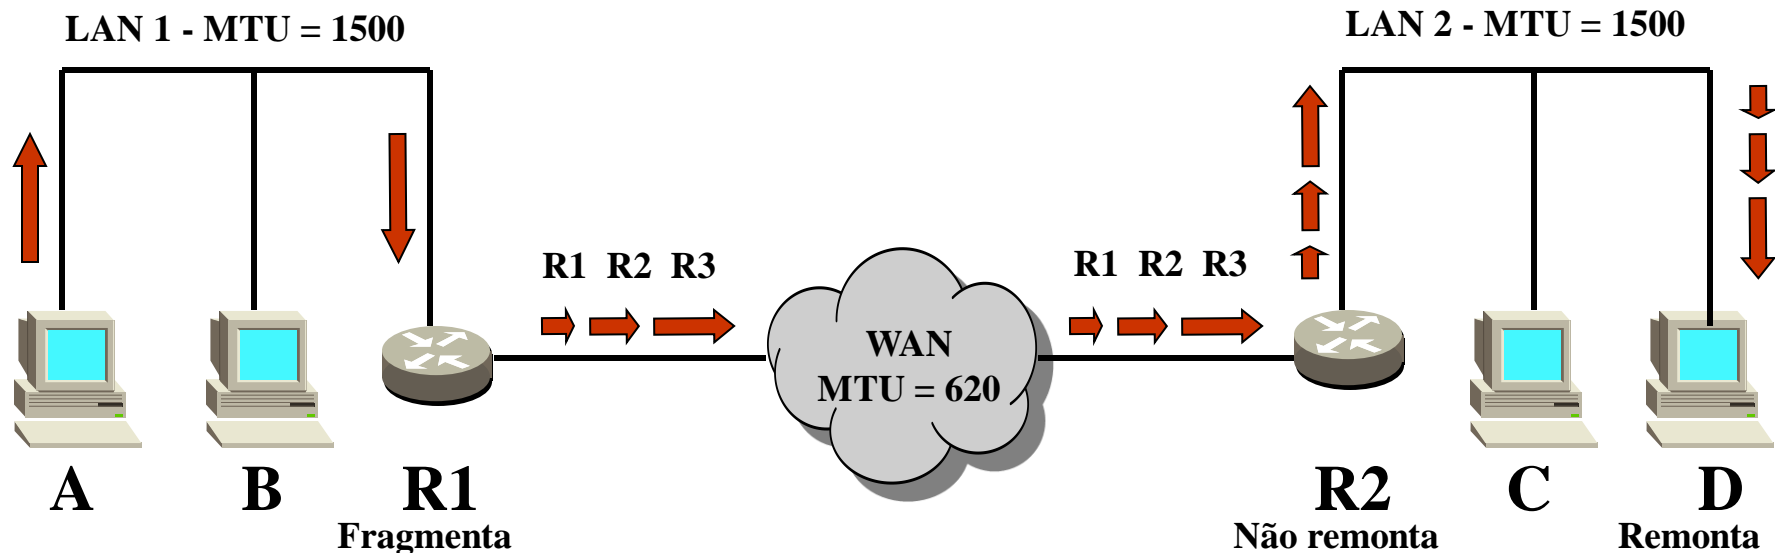 LAN 1 - MTU = 1500
LAN 2 - MTU = 1500
R1 R2 R3
R1 R2 R3
WAN
MTU = 620
A
B
R1
Fragmenta
R2
Não remonta
C
D
Remonta